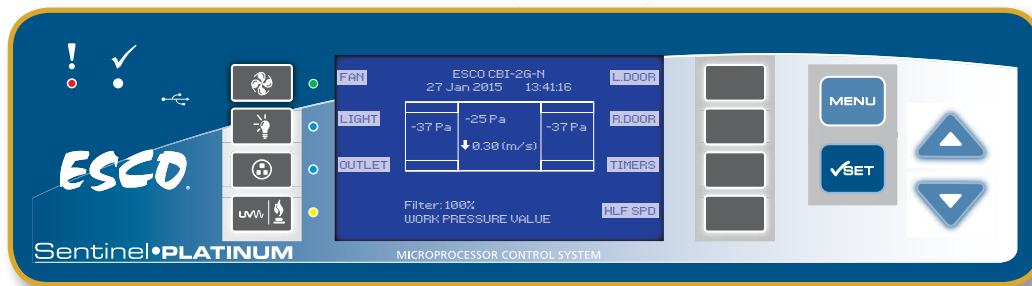 !
ESCO.
Sentinel•PLATINUM
UV
ESCO CBI-2G-N
27 Jan 2015 13:41:16
FAN
L.DOOR
LIGHT
-37 Pa
-25 Pa
-37 Pa
R.DOOR
0.30 (m/s)
OUTLET
TIMERS
Filter:100%
WORK PRESSURE VALUE
HLF SPD
MICROPROCESSOR CONTROL SYSTEM
MENU
SET